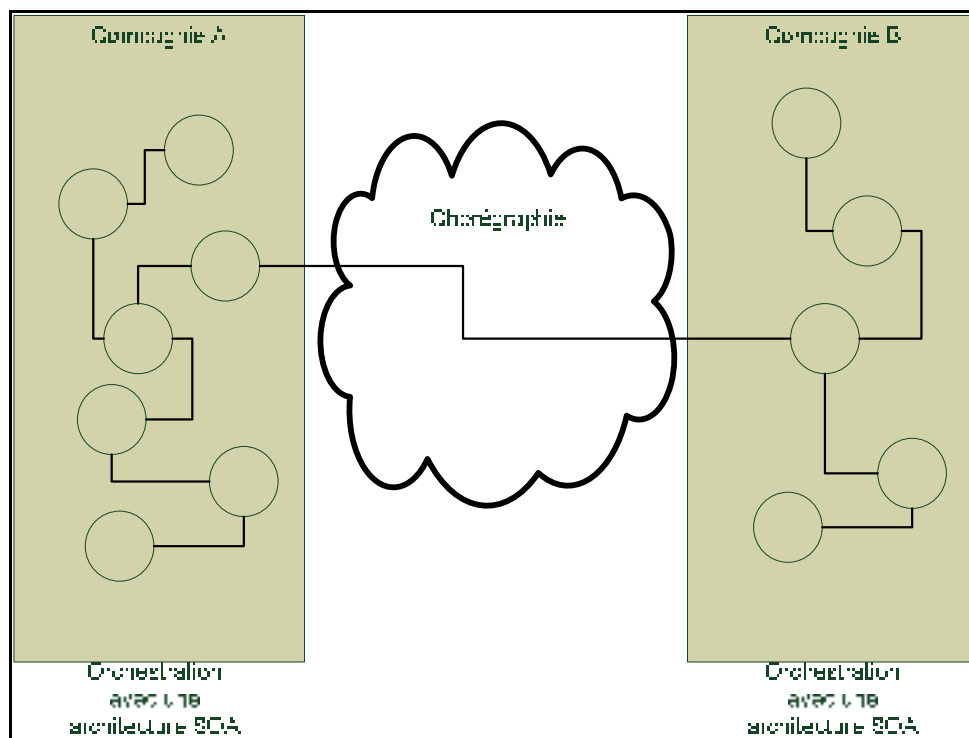 Compagnie A
Compagnie B
Chorégraphie
Orchestration
avec une
architecture SOA
Orchestration
avec une
architecture SOA